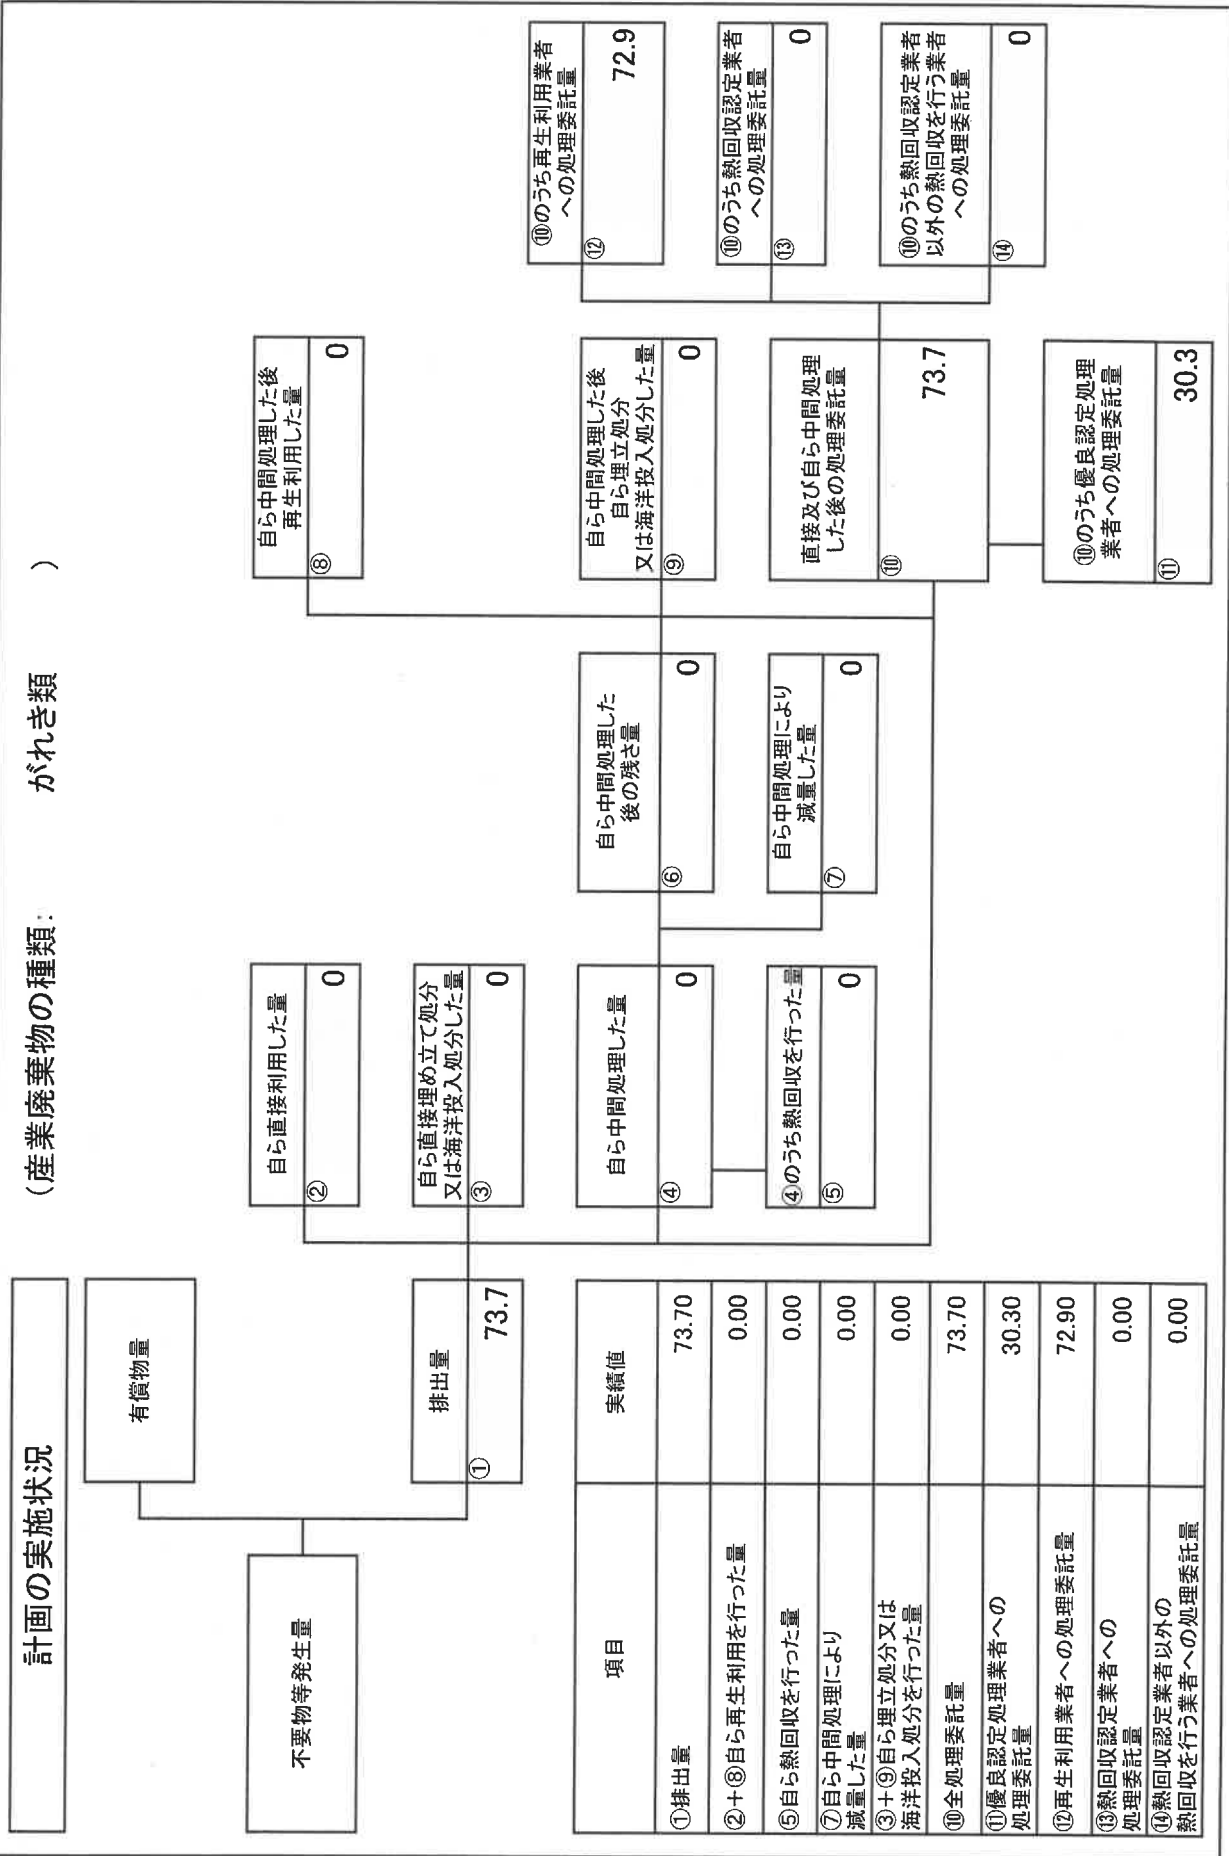 計画の実施状況
（産業廃棄物の種類：　がれき類　）
不要物等発生量
有償物量
排出量
① 73.7
自ら直接利用した量
② 0
自ら直接埋め立て処分
又は海洋投入処分した量
③ 0
自ら中間処理した量
④ 0
④のうち熱回収を行った量
⑤ 0
自ら中間処理した
後の残さ量
⑥ 0
自ら中間処理により
減量した量
⑦ 0
自ら中間処理した後
再生利用した量
⑧ 0
自ら中間処理した後
自ら埋立処分
又は海洋投入処分した量
⑨ 0
直接及び自ら中間処理
した後の処理委託量
⑩ 73.7
⑩のうち優良認定処理
業者への処理委託量
⑪ 30.3
⑩のうち再生利用業者
への処理委託量
⑫ 72.9
⑩のうち熱回収認定業者
への処理委託量
⑬ 0
⑩のうち熱回収認定業者
以外の熱回収を行う業者
への処理委託量
⑭ 0
項目 実績値
①排出量 73.70
②＋⑧自ら再生利用を行った量 0.00
⑤自ら熱回収を行った量 0.00
⑦自ら中間処理により
減量した量 0.00
③＋⑨自ら埋立処分又は
海洋投入処分を行った量 0.00
⑩全処理委託量 73.70
⑪優良認定処理業者への
処理委託量 30.30
⑫再生利用業者への処理委託量 72.90
⑬熱回収認定業者への
処理委託量 0.00
⑭熱回収認定業者以外の
熱回収を行う業者への処理委託量 0.00